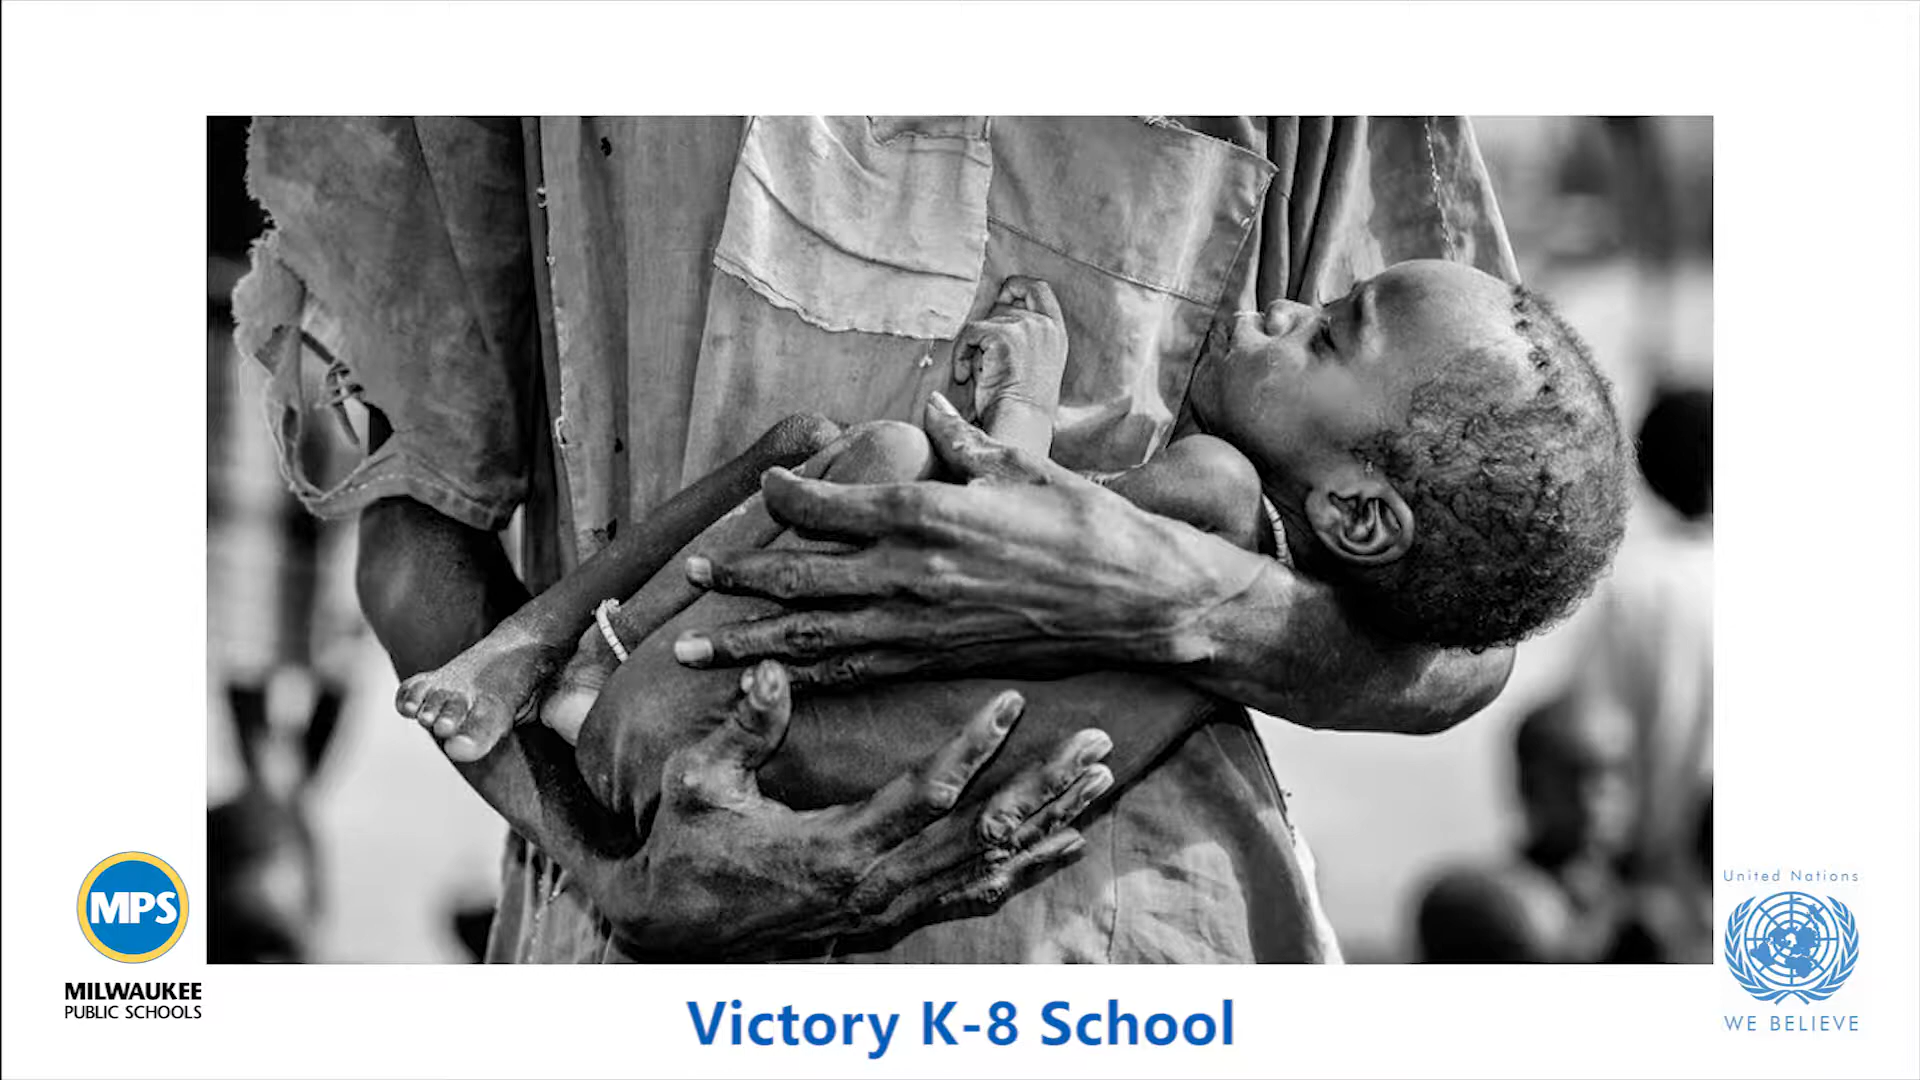 MPS
MILWAUKEE
PUBLIC SCHOOLS
Victory K-8 School
United Nations
WE BELIEVE